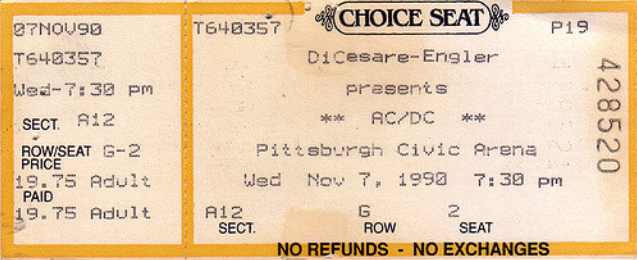 07NOV90
T640357
Wed-7:30 pm
SECT. A12
ROW/SEAT G-2
PRICE
19.75 Adult
PAID
19.75 Adult
CHOICE SEAT
T640357 P19
DiCesare-Engler
presents
** AC/DC **
Pittsburgh Civic Arena
Wed Nov 7, 1990 7:30 pm
A12 G 2
SECT. ROW SEAT
NO REFUNDS - NO EXCHANGES
428520